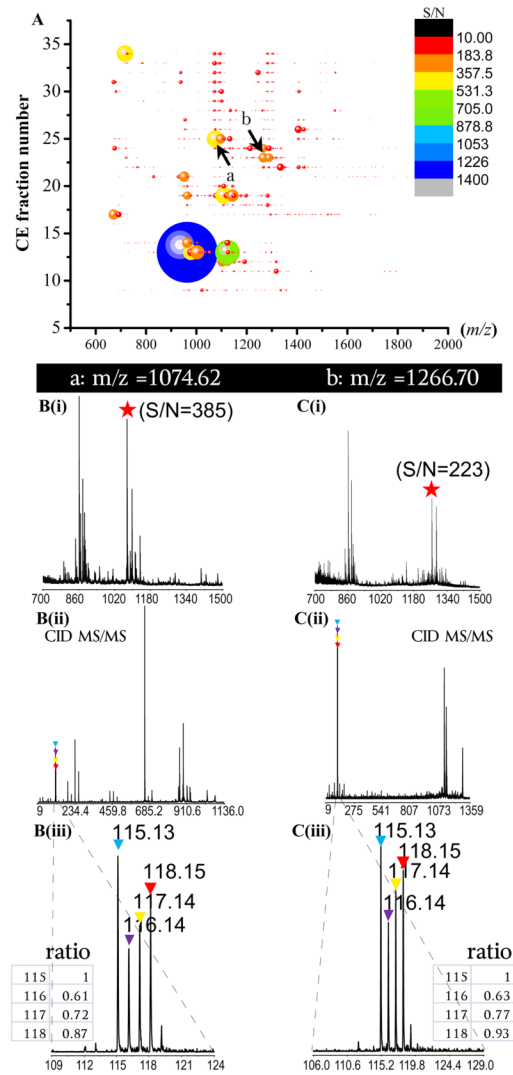 A
S/N
35
30
25
20
15
10
5
CE fraction number
b
a
600 800 1000 1200 1400 1600 1800 2000
(m/z)
10.00
183.8
357.5
531.3
705.0
878.8
1053
1226
1400
a: m/z =1074.62 b: m/z =1266.70
B(i)
(S/N=385)
700 860 1020 1180 1340 1500
C(i)
(S/N=223)
700 860 1020 1180 1340 1500
B(ii)
CID MS/MS
9 234.4 459.8 685.2 910.6 1136.0
C(ii)
CID MS/MS
9 275 541 807 1073 1359
B(iii)
115.13
118.15
117.14
116.14
ratio
115 1
116 0.61
117 0.72
118 0.87
109 112 115 118 121 124
C(iii)
115.13
118.15
117.14
116.14
ratio
115 1
116 0.63
117 0.77
118 0.93
106.0 110.6 115.2 119.8 124.4 129.0